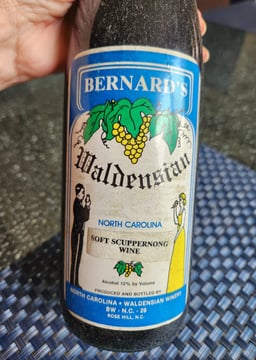 BERNARD'S
Waldensian
NORTH CAROLINA
SOFT SCUPPERNONG
WINE
Alcohol 12% by Volume
PRODUCED AND BOTTLED BY
NORTH CAROLINA • WALDENSIAN WINERY
BW - N.C. - 29
ROSE HILL, N.C.